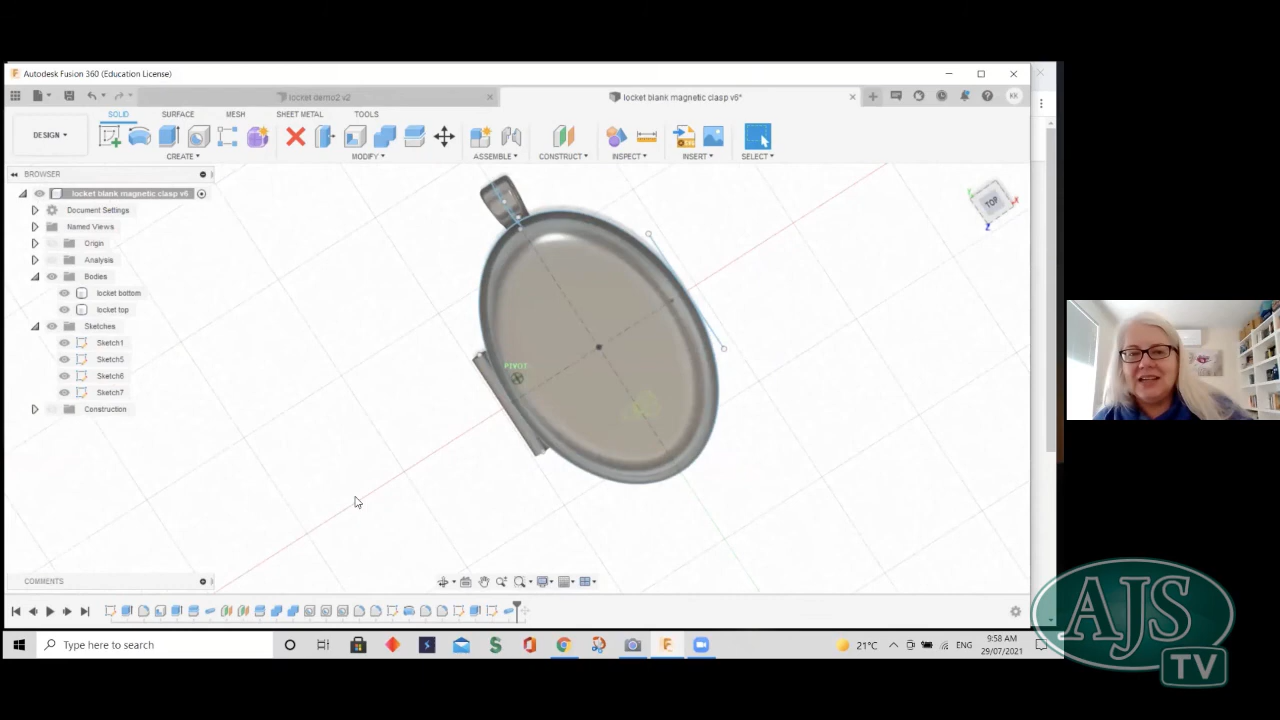 Autodesk Fusion 360 (Education License)
locket demo2 v2
locket blank magnetic clasp v6*
KK
SOLID SURFACE MESH SHEET METAL TOOLS
DESIGN
CREATE MODIFY ASSEMBLE CONSTRUCT INSPECT INSERT SELECT
BROWSER
locket blank magnetic clasp v6
Document Settings
Named Views
Origin
Analysis
Bodies
locket bottom
locket top
Sketches
Sketch1
Sketch5
Sketch6
Sketch7
Construction
PIVOT
TOP
X
Z
COMMENTS
Type here to search
21°C
ENG
9:58 AM
29/07/2021
AJS
TV